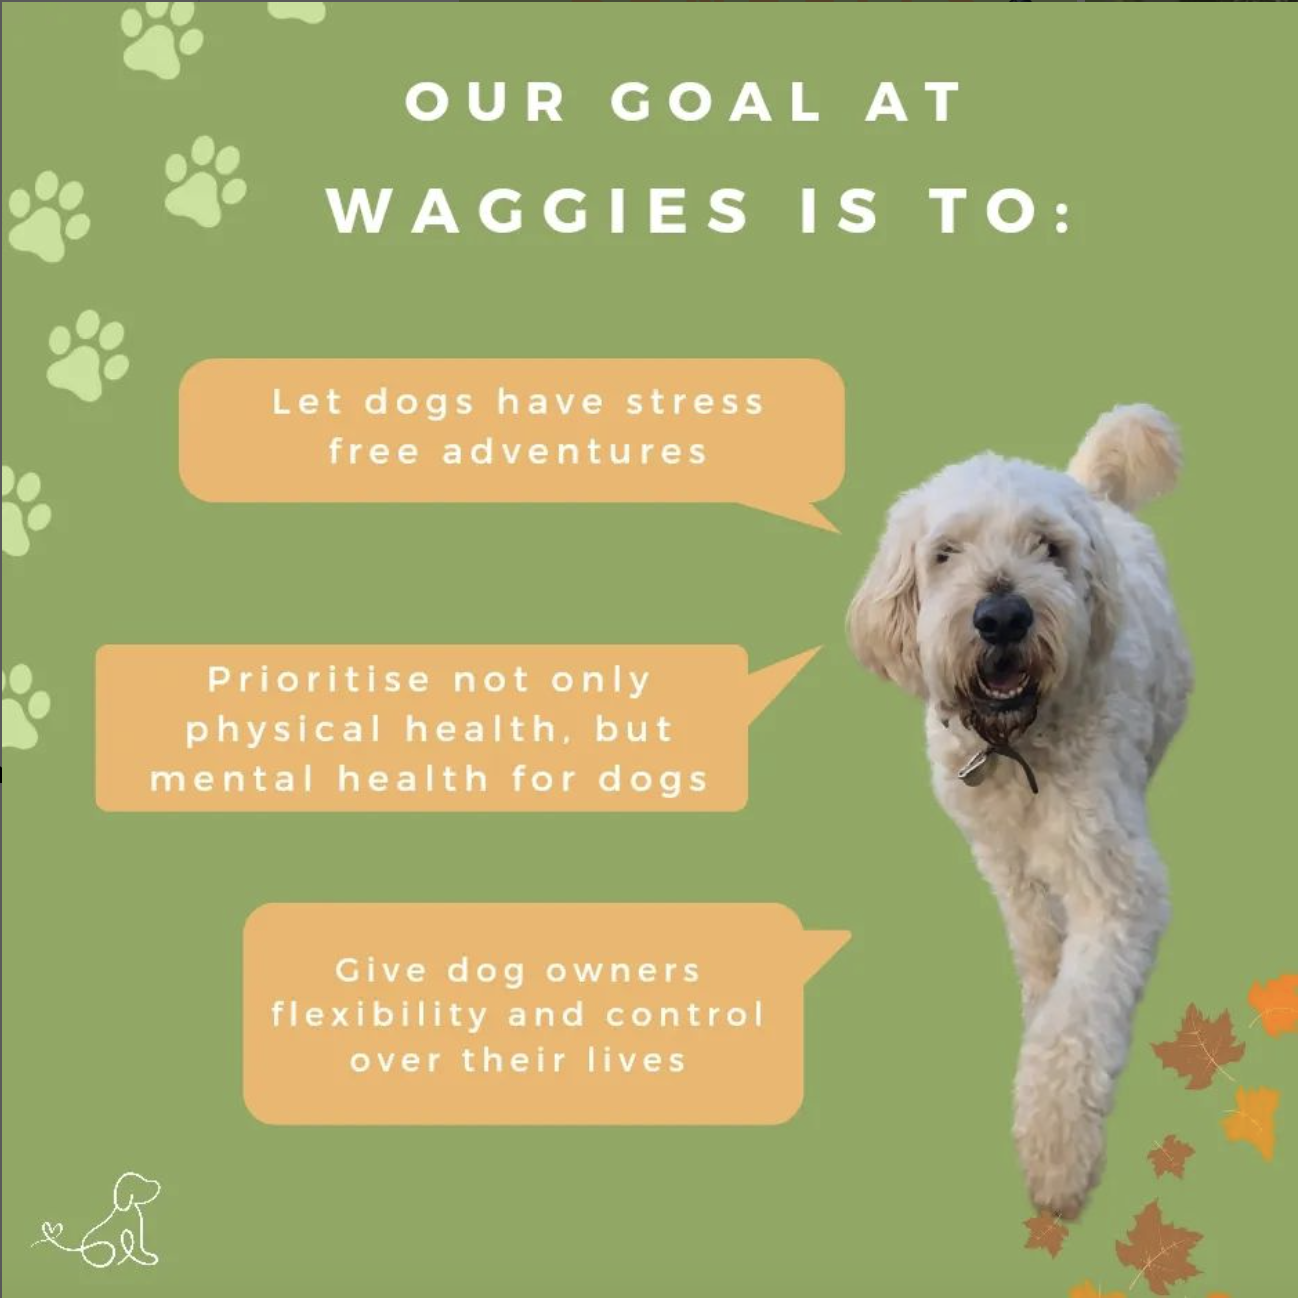 OUR GOAL AT
WAGGIES IS TO:
Let dogs have stress
free adventures
Prioritise not only
physical health, but
mental health for dogs
Give dog owners
flexibility and control
over their lives